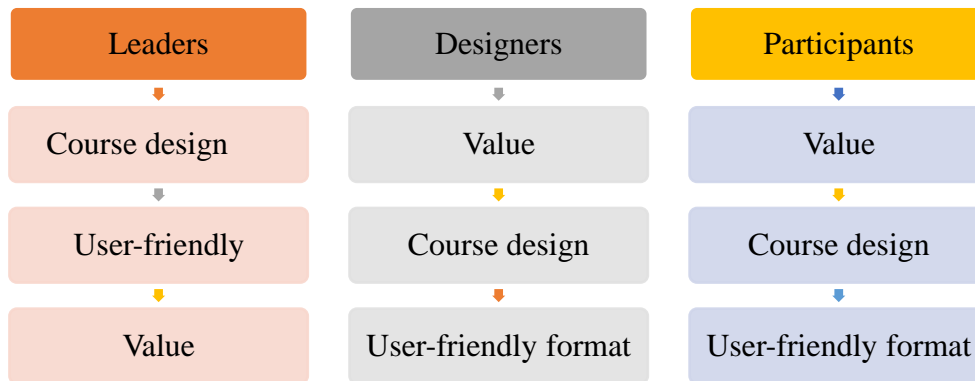 Leaders
Course design
User-friendly
Value
Designers
Value
Course design
User-friendly format
Participants
Value
Course design
User-friendly format